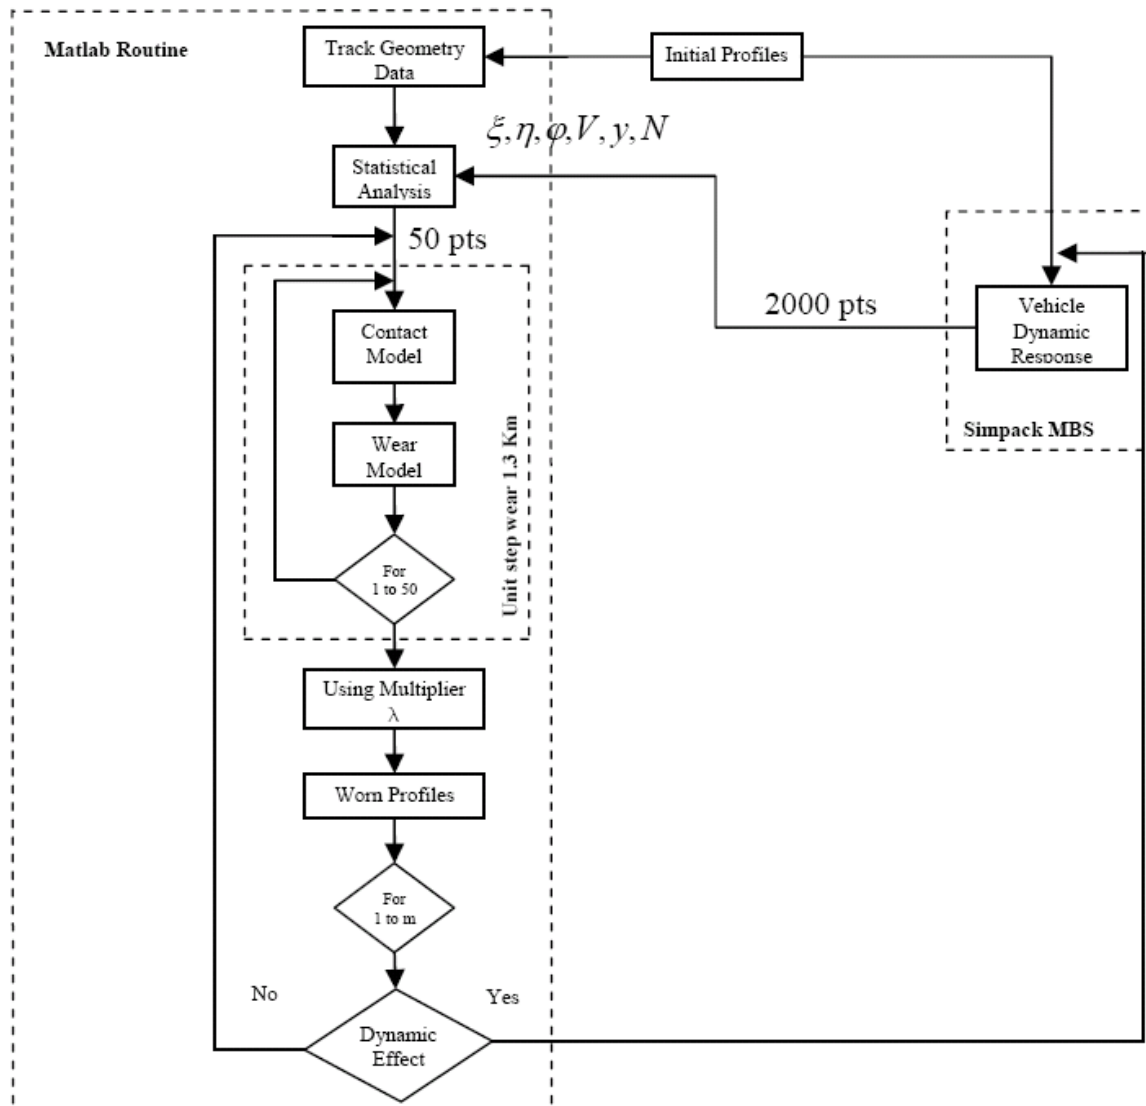 Matlab Routine
Track Geometry
Data
Initial Profiles
ξ, η, φ, V, y, N
Statistical
Analysis
50 pts
2000 pts
Contact
Model
Vehicle
Dynamic
Response
Wear
Model
Simpack MBS
Unit step wear 1.3 Km
For
1 to 50
Using Multiplier
λ
Worn Profiles
For
1 to m
No
Yes
Dynamic
Effect